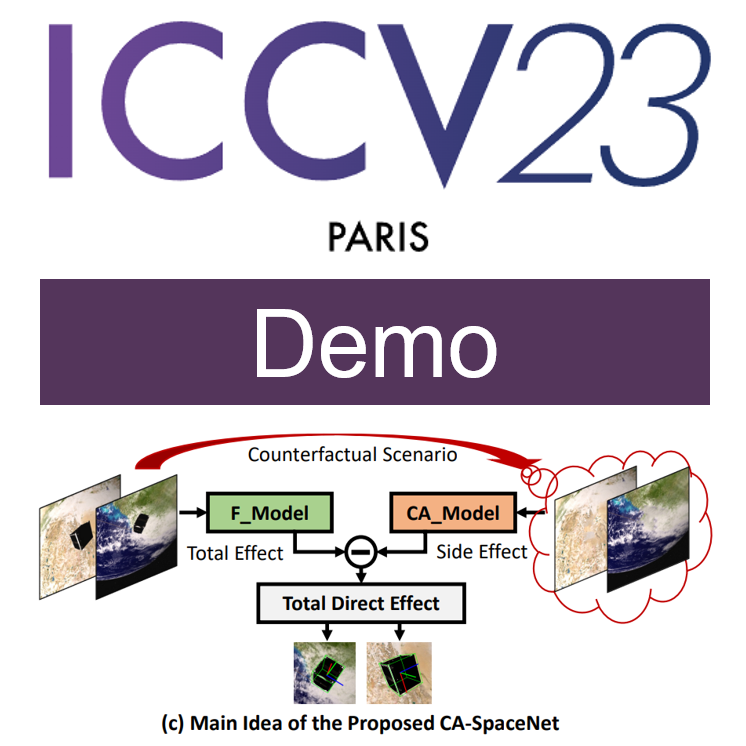 ICCV23
PARIS
Demo
Counterfactual Scenario
F_Model
CA_Model
Total Effect
Side Effect
Total Direct Effect
(c) Main Idea of the Proposed CA-SpaceNet